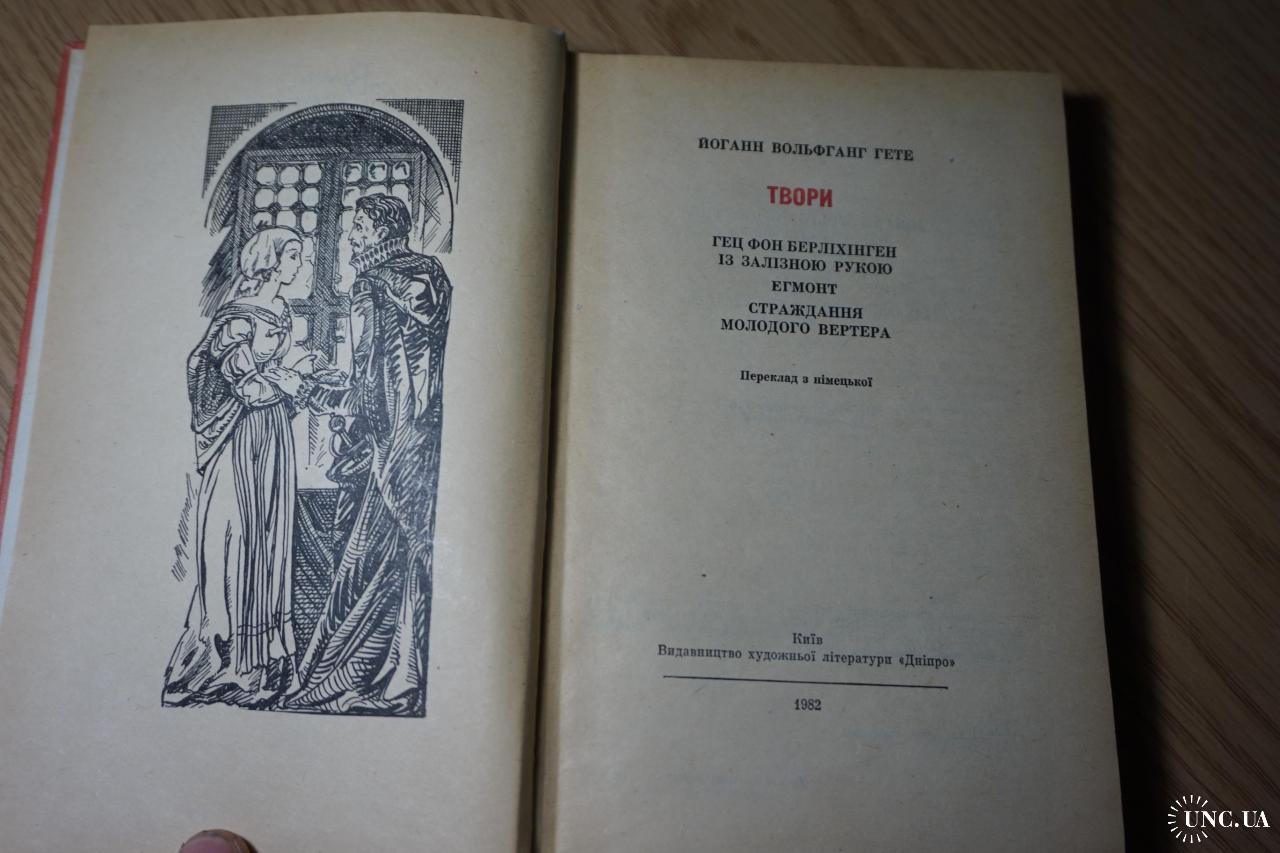 ЙОГАНН ВОЛЬФГАНГ ГЕТЕ
ТВОРИ
ГЕЦ ФОН БЕРЛІХІНГЕН
ІЗ ЗАЛІЗНОЮ РУКОЮ
ЕГМОНТ
СТРАЖДАННЯ
МОЛОДОГО ВЕРТЕРА
Переклад з німецької
Київ
Видавництво художньої літератури «Дніпро»
1982
UNC.UA